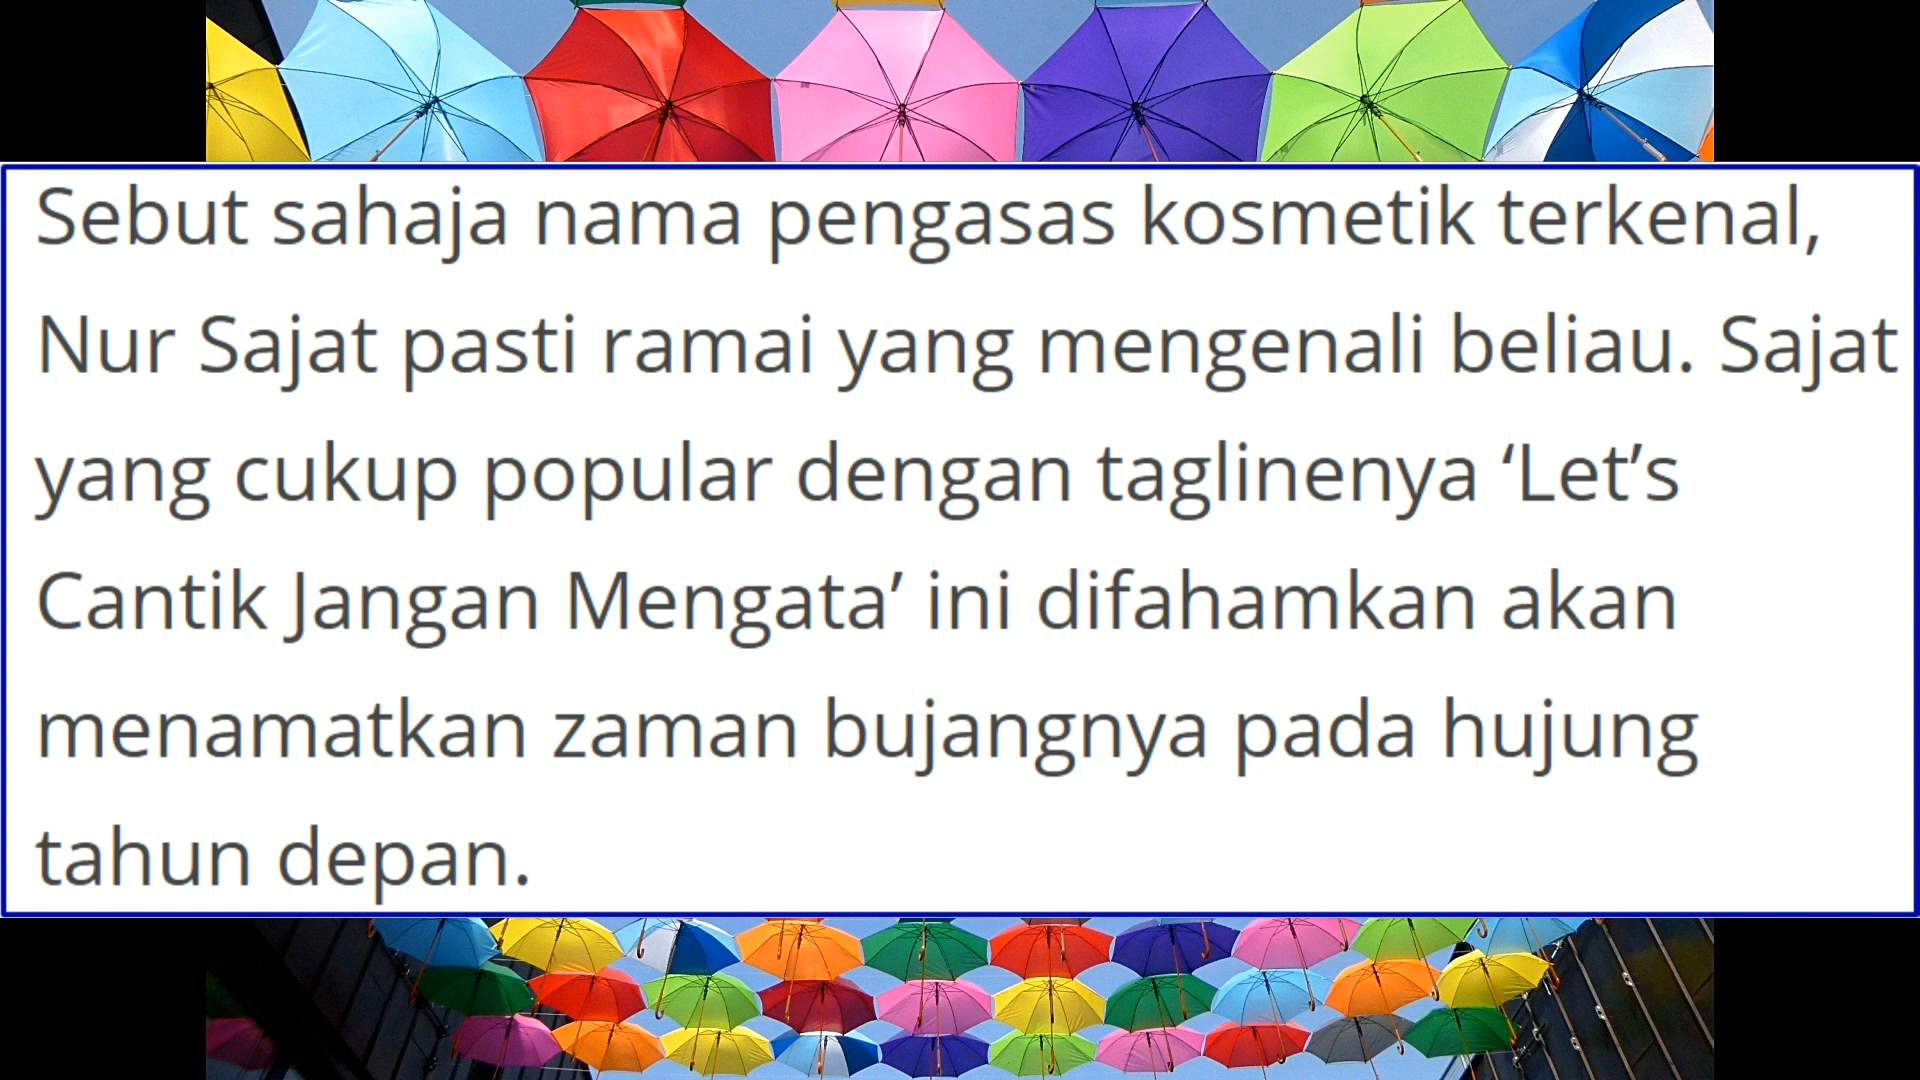 Sebut sahaja nama pengasas kosmetik terkenal,
Nur Sajat pasti ramai yang mengenali beliau. Sajat
yang cukup popular dengan taglinenya ‘Let’s
Cantik Jangan Mengata’ ini difahamkan akan
menamatkan zaman bujangnya pada hujung
tahun depan.